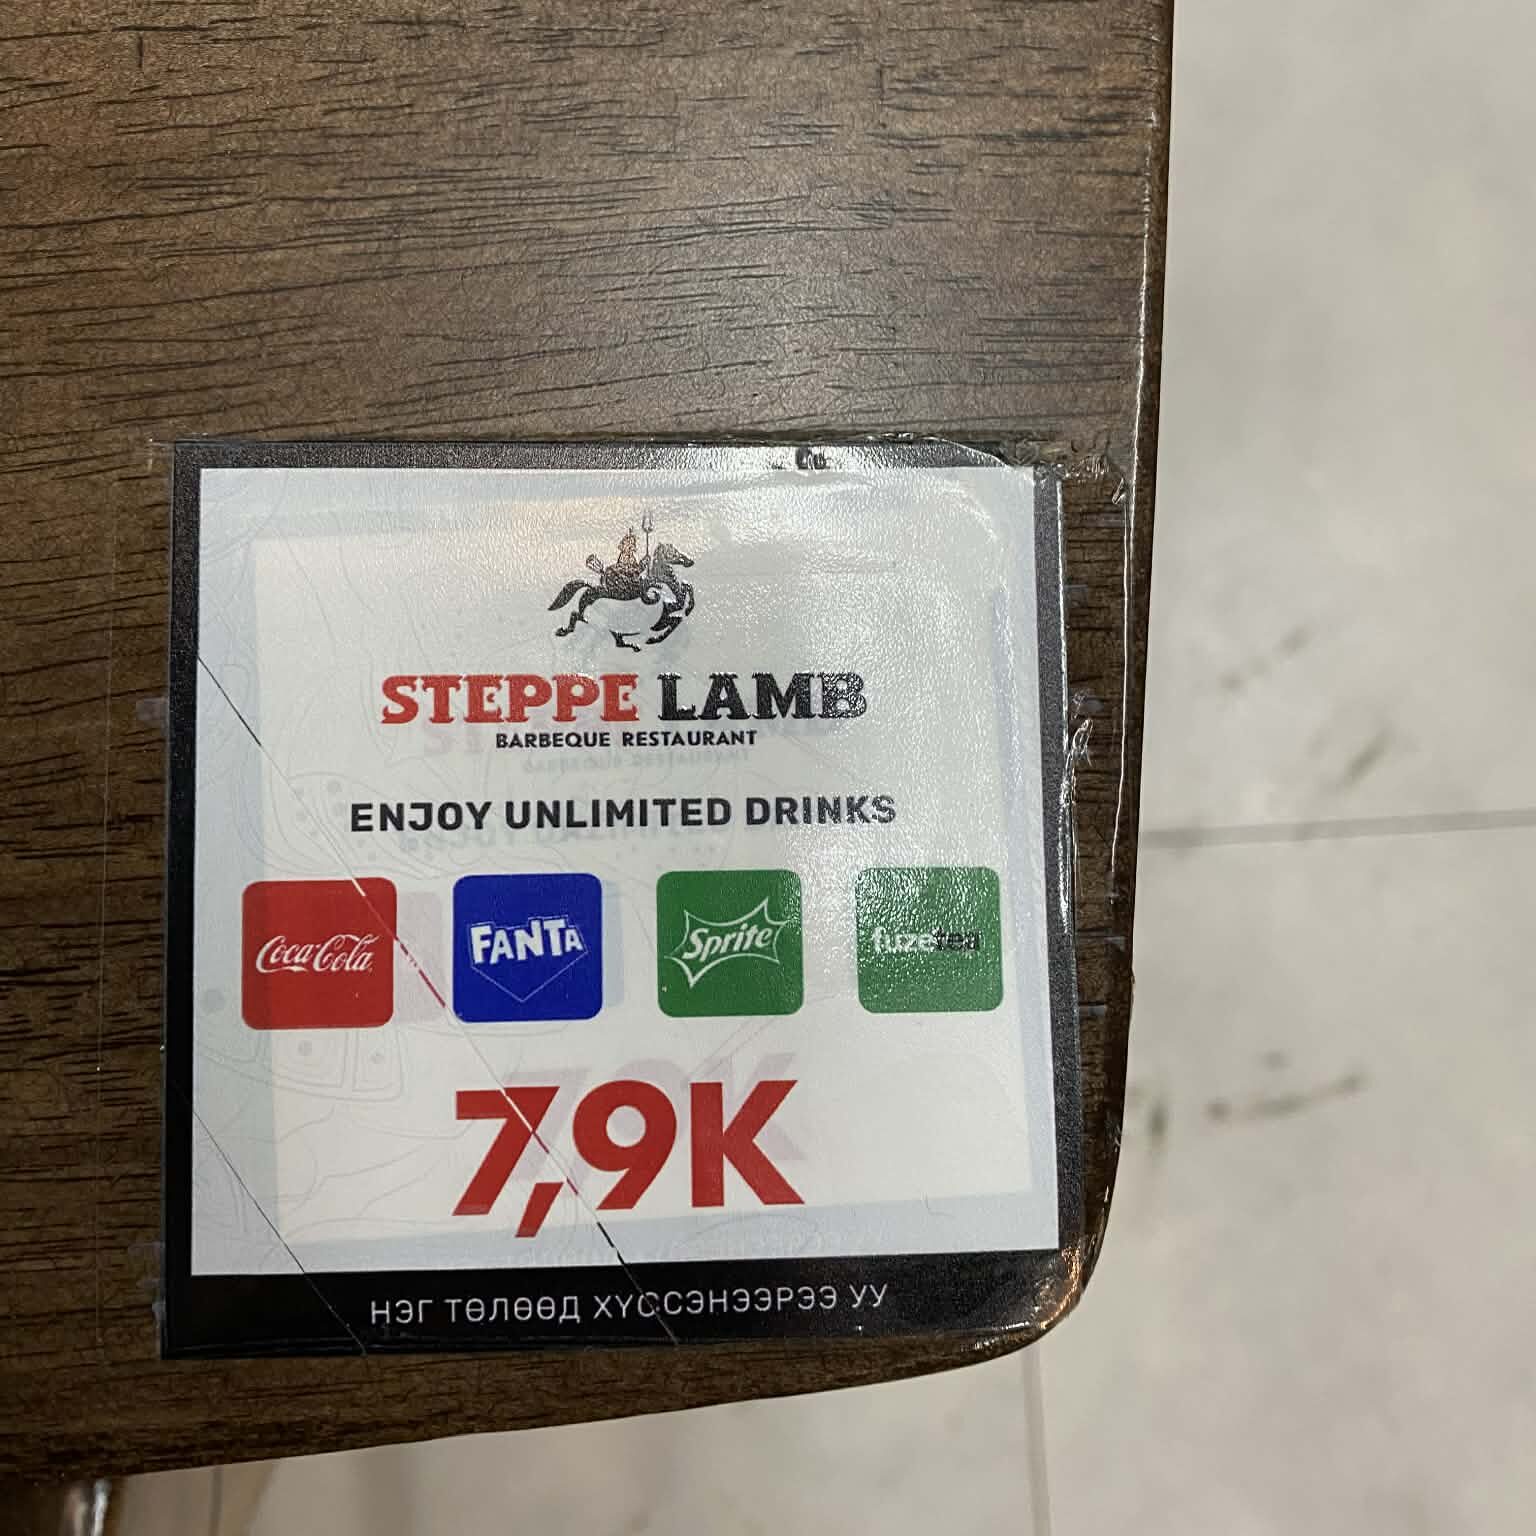 STEPPE LAMB
BARBEQUE RESTAURANT
ENJOY UNLIMITED DRINKS
Coca-Cola FANTA Sprite fuzetea
7,9K
НЭГ ТӨЛӨӨД ХҮССЭНЭЭРЭЭ УУ